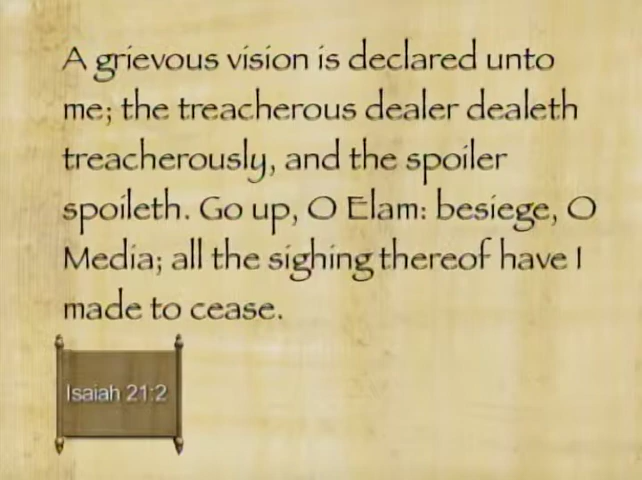 A grievous vision is declared unto
me; the treacherous dealer dealeth
treacherously, and the spoiler
spoileth. Go up, O Elam: besiege, O
Media; all the sighing thereof have I
made to cease.
Isaiah 21:2